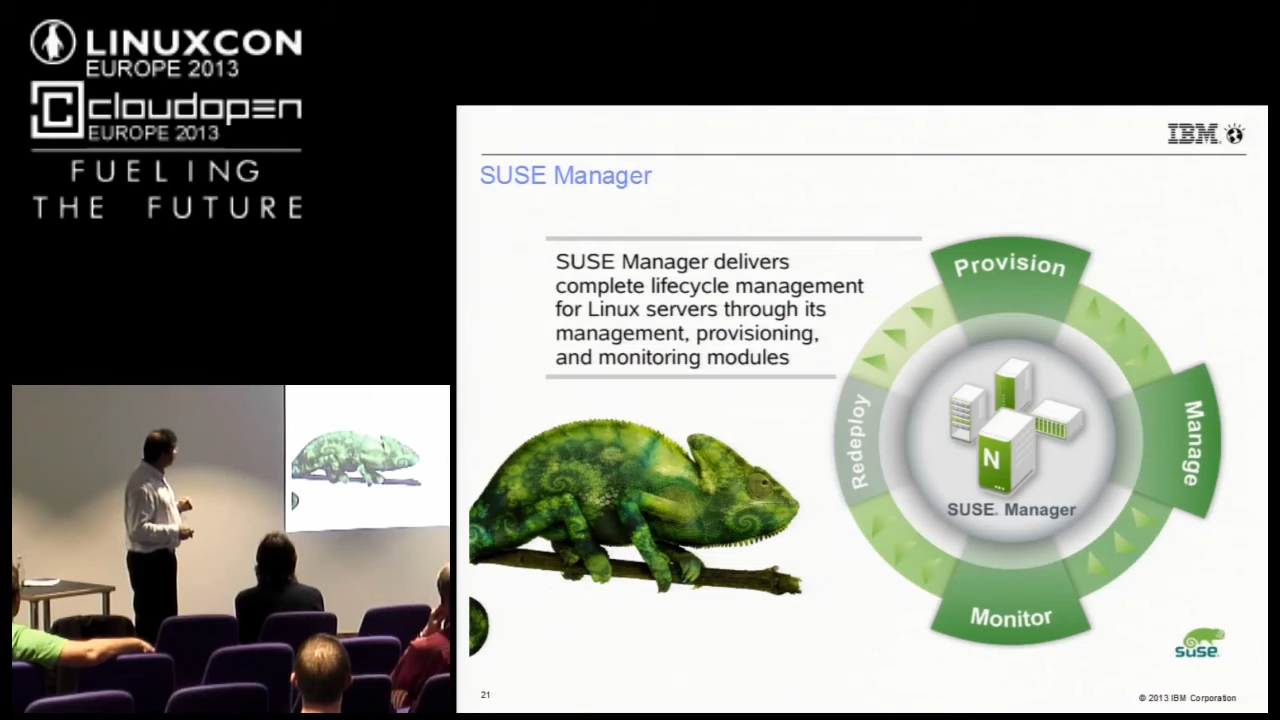 LINUXCON
EUROPE 2013
cloudopen
EUROPE 2013
FUELING
THE FUTURE
IBM
SUSE Manager
SUSE Manager delivers
complete lifecycle management
for Linux servers through its
management, provisioning,
and monitoring modules
Provision
Manage
Monitor
Redeploy
N
SUSE. Manager
suse
21
© 2013 IBM Corporation